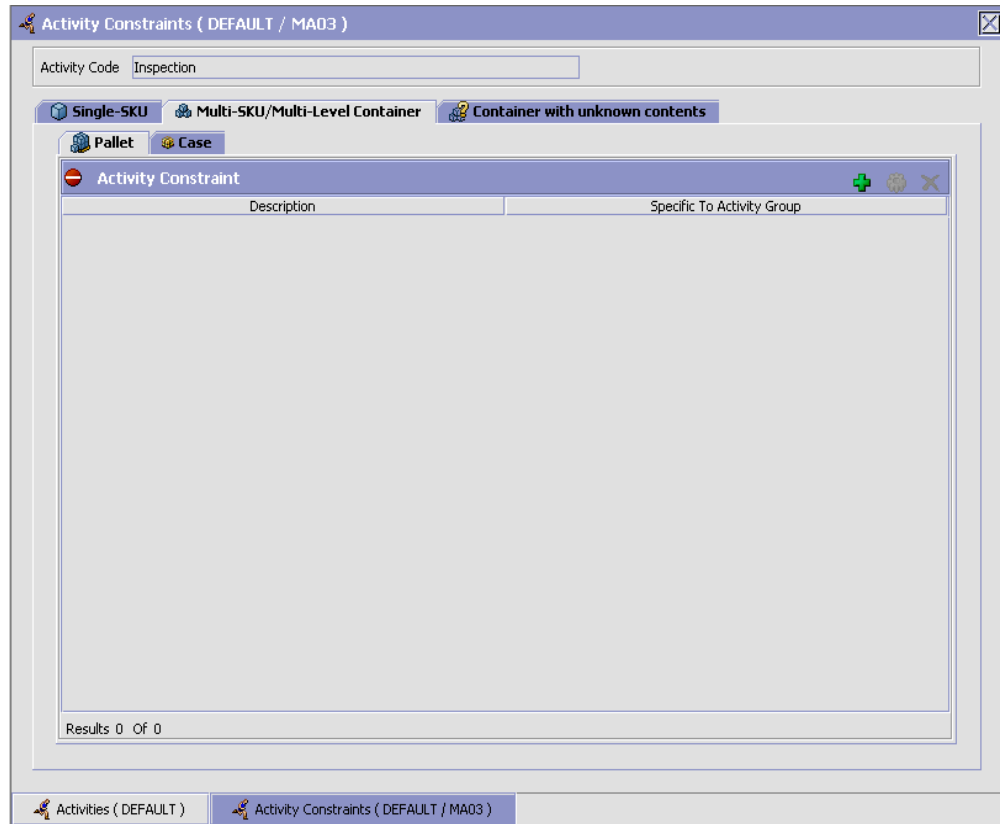 Activity Constraints ( DEFAULT / MA03 )
Activity Code Inspection
Single-SKU Multi-SKU/Multi-Level Container Container with unknown contents
Pallet Case
Activity Constraint
Description Specific To Activity Group
Results 0 Of 0
Activities ( DEFAULT ) Activity Constraints ( DEFAULT / MA03 )